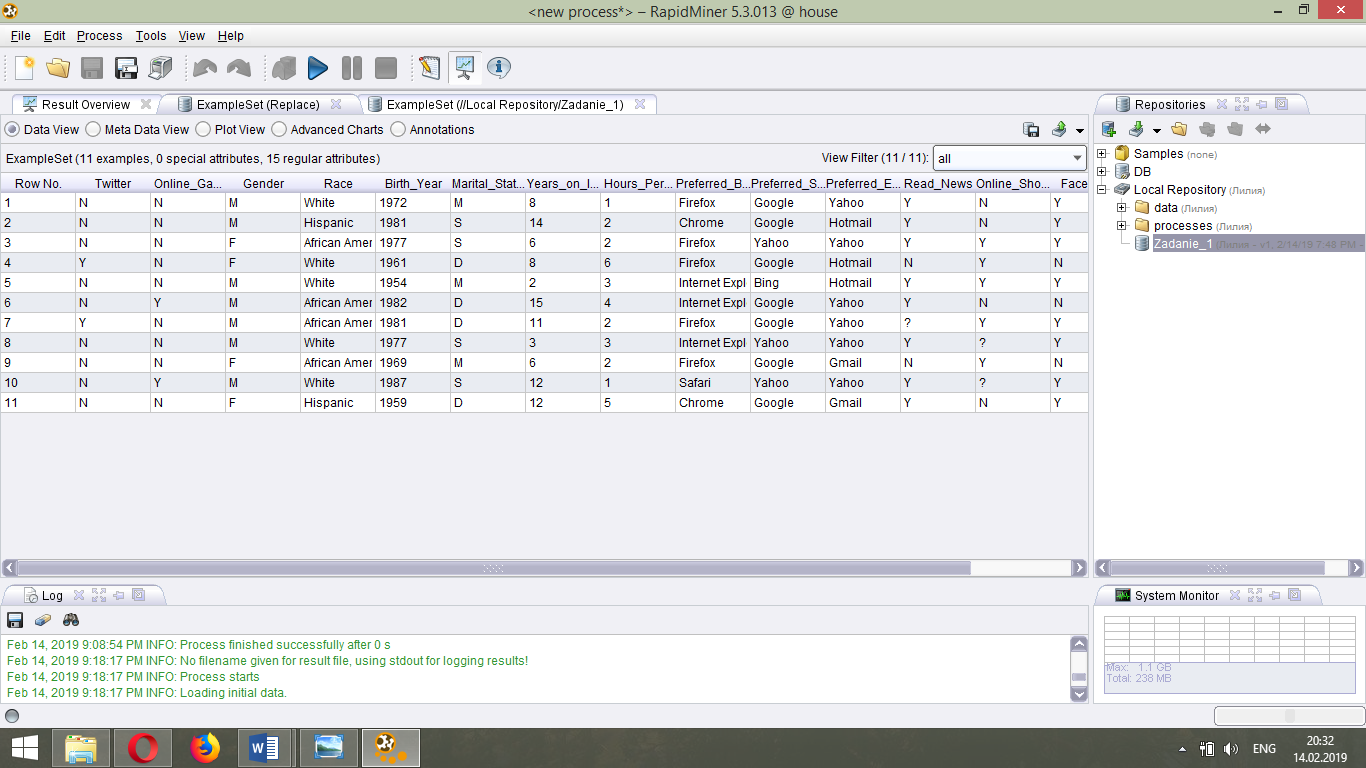 <new process*> – RapidMiner 5.3.013 @ house
File Edit Process Tools View Help
Result Overview ExampleSet (Replace) ExampleSet (//Local Repository/Zadanie_1)
Data View Meta Data View Plot View Advanced Charts Annotations
ExampleSet (11 examples, 0 special attributes, 15 regular attributes) View Filter (11 / 11): all
Row No. Twitter Online_Ga... Gender Race Birth_Year Marital_Stat... Years_on_I... Hours_Per... Preferred_B... Preferred_S... Preferred_E... Read_News Online_Sho... Face
1 N N M White 1972 M 8 1 Firefox Google Yahoo Y N Y
2 N N M Hispanic 1981 S 14 2 Chrome Google Hotmail Y N Y
3 N N F African Amer 1977 S 6 2 Firefox Yahoo Yahoo Y Y Y
4 Y N F White 1961 D 8 6 Firefox Google Hotmail N Y N
5 N N M White 1954 M 2 3 Internet Expl Bing Hotmail Y Y Y
6 N Y M African Amer 1982 D 15 4 Internet Expl Google Yahoo Y N N
7 Y N M African Amer 1981 D 11 2 Firefox Google Yahoo ? Y Y
8 N N M White 1977 S 3 3 Internet Expl Yahoo Yahoo Y ? Y
9 N N F African Amer 1969 M 6 2 Firefox Google Gmail N Y N
10 N Y M White 1987 S 12 1 Safari Yahoo Yahoo Y ? Y
11 N N F Hispanic 1959 D 12 5 Chrome Google Gmail Y N Y
Repositories
Samples (none)
DB
Local Repository (Лилия)
data (Лилия)
processes (Лилия)
Zadanie_1 (Лилия - v1, 2/14/19 7:48 PM -
Log
Feb 14, 2019 9:08:54 PM INFO: Process finished successfully after 0 s
Feb 14, 2019 9:18:17 PM INFO: No filename given for result file, using stdout for logging results!
Feb 14, 2019 9:18:17 PM INFO: Process starts
Feb 14, 2019 9:18:17 PM INFO: Loading initial data.
System Monitor
Max: 1.1 GB
Total: 238 MB
ENG
20:32
14.02.2019